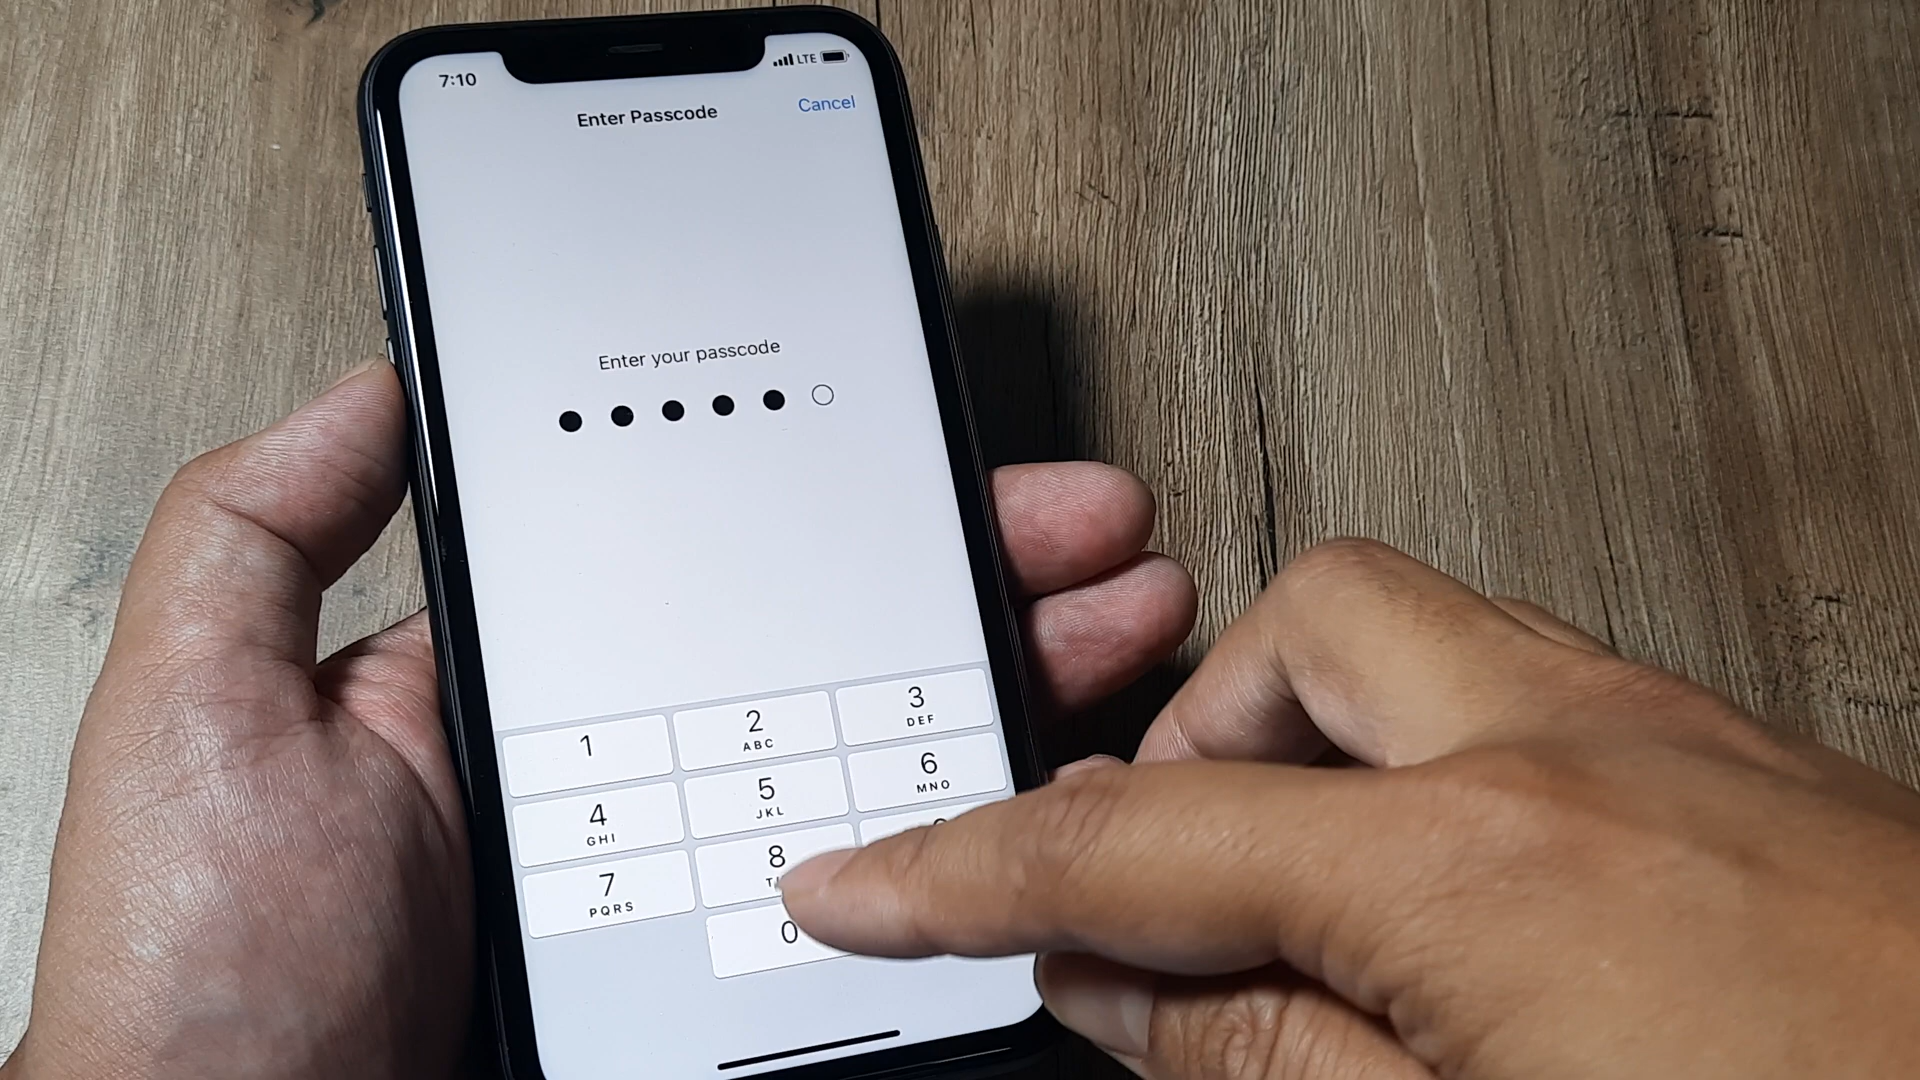 7:10
LTE
Enter Passcode
Cancel
Enter your passcode
1
2
ABC
3
DEF
4
GHI
5
JKL
6
MNO
7
PQRS
8
0